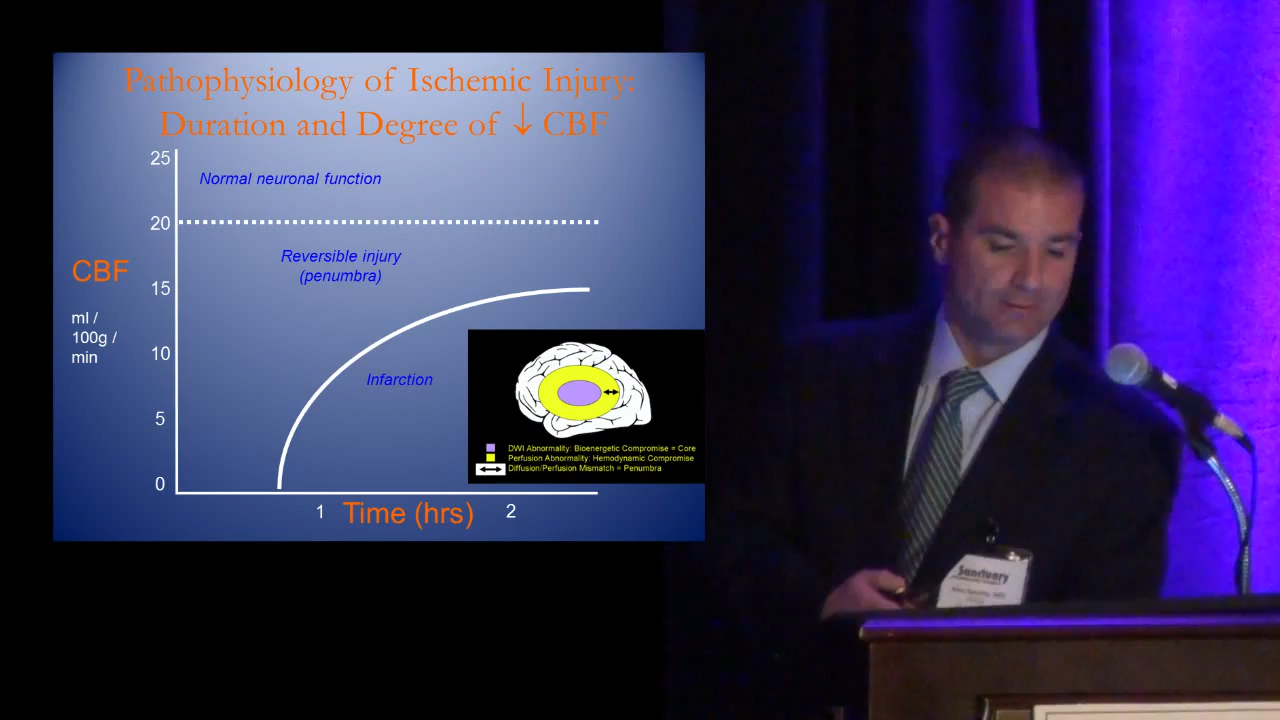 Pathophysiology of Ischemic Injury:
Duration and Degree of ↓ CBF
25
Normal neuronal function
20
Reversible injury
(penumbra)
CBF
15
ml /
100g /
min
10
Infarction
5
0
DWI Abnormality: Bioenergetic Compromise = Core
Perfusion Abnormality: Hemodynamic Compromise
Diffusion/Perfusion Mismatch = Penumbra
1
Time (hrs)
2
Sanctuary